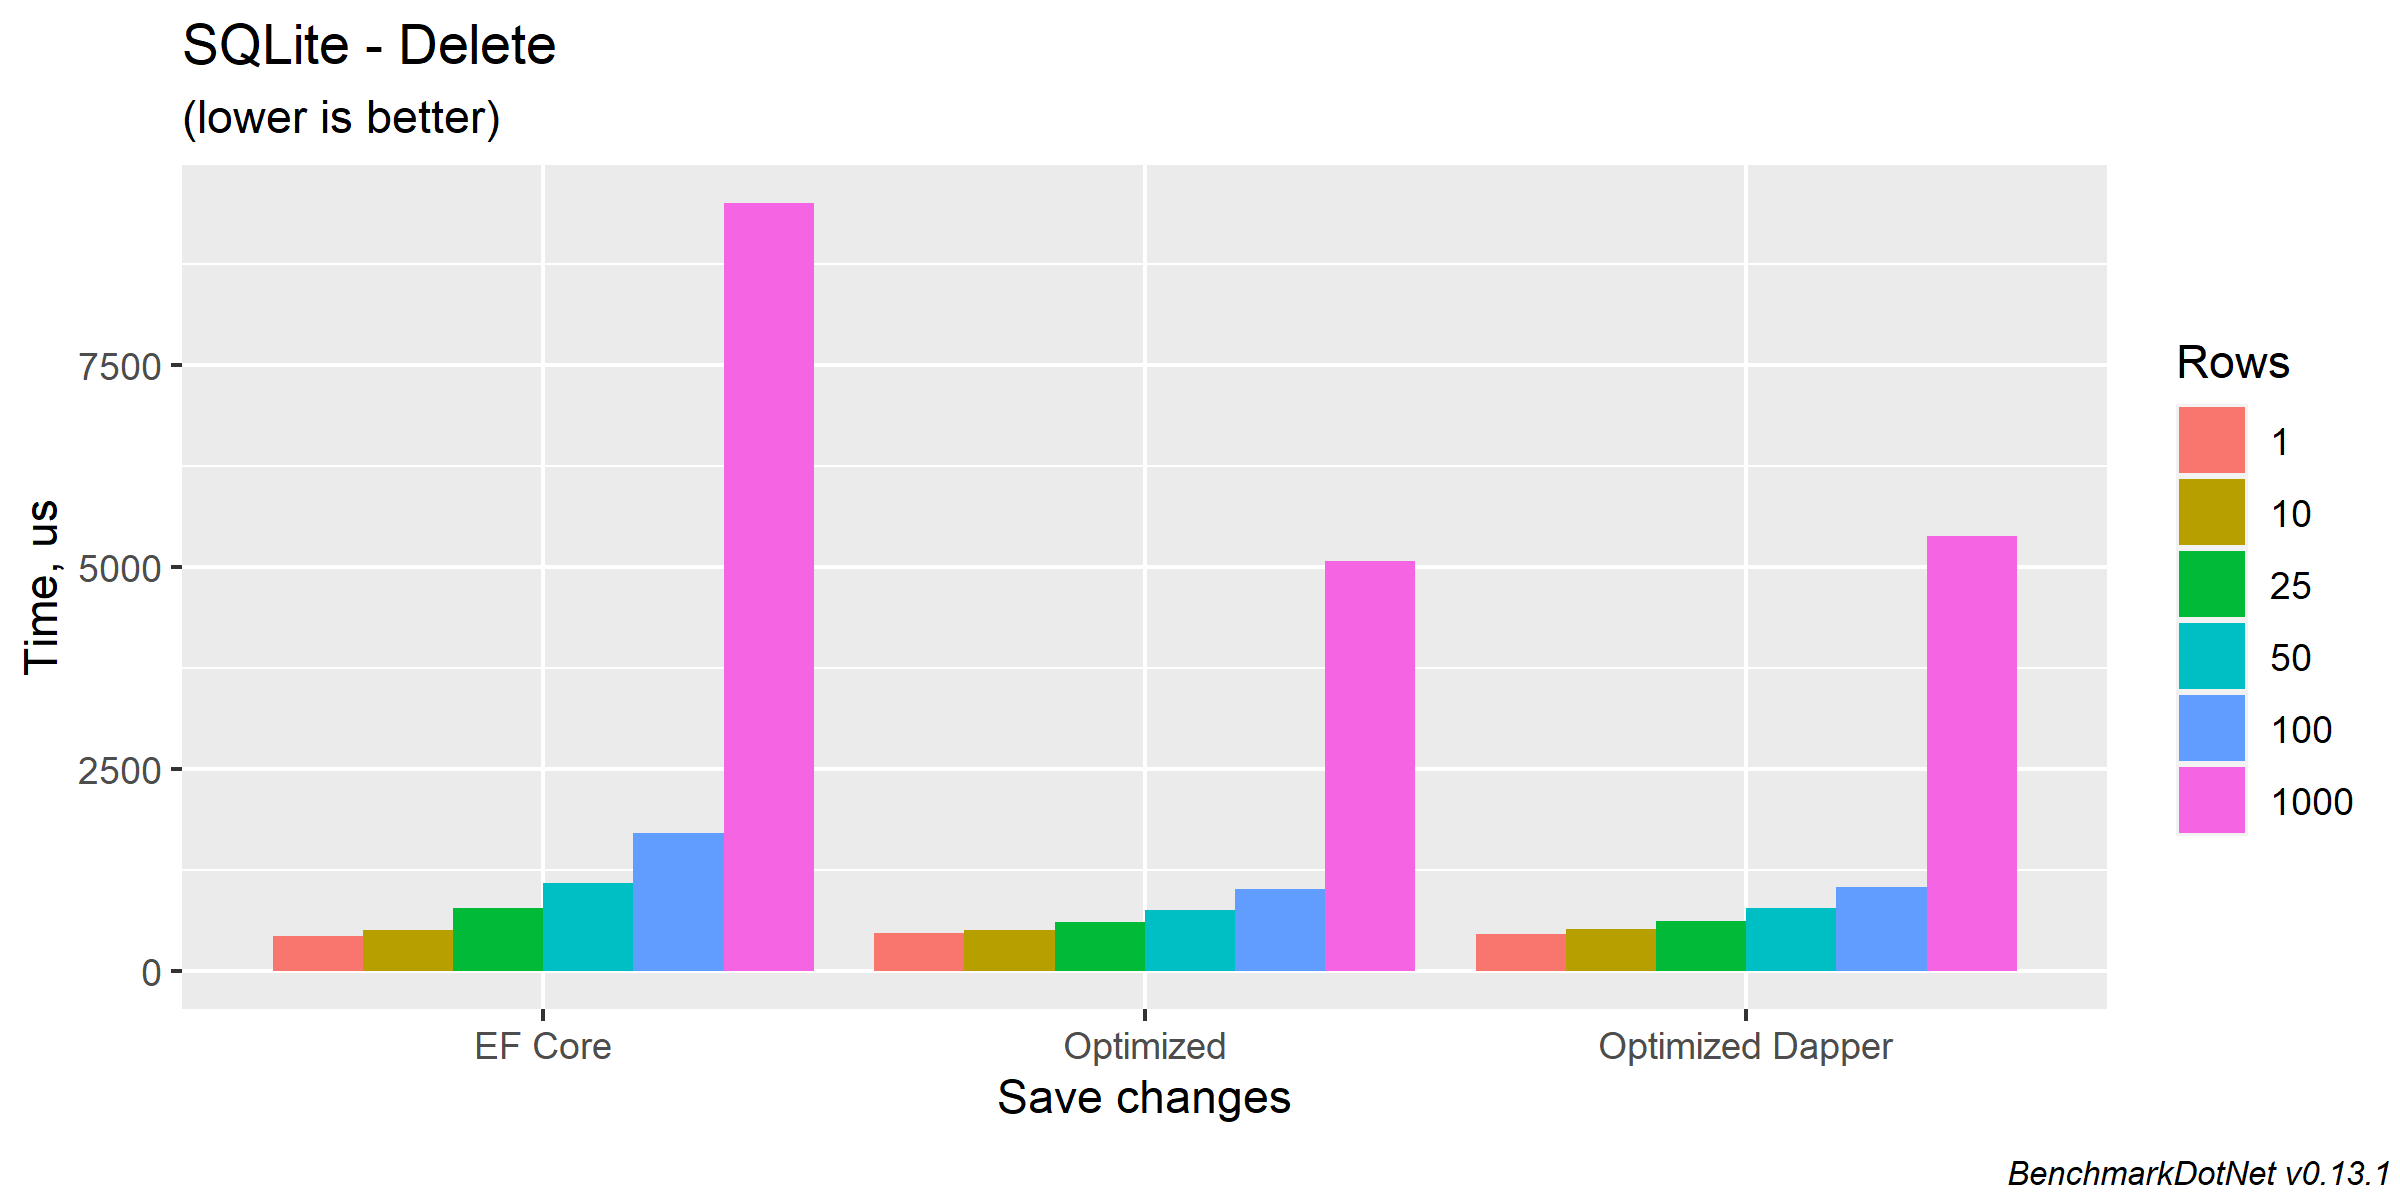 SQLite - Delete
(lower is better)
Time, us
7500
5000
2500
0
EF Core
Optimized
Optimized Dapper
Save changes
Rows
1
10
25
50
100
1000
BenchmarkDotNet v0.13.1